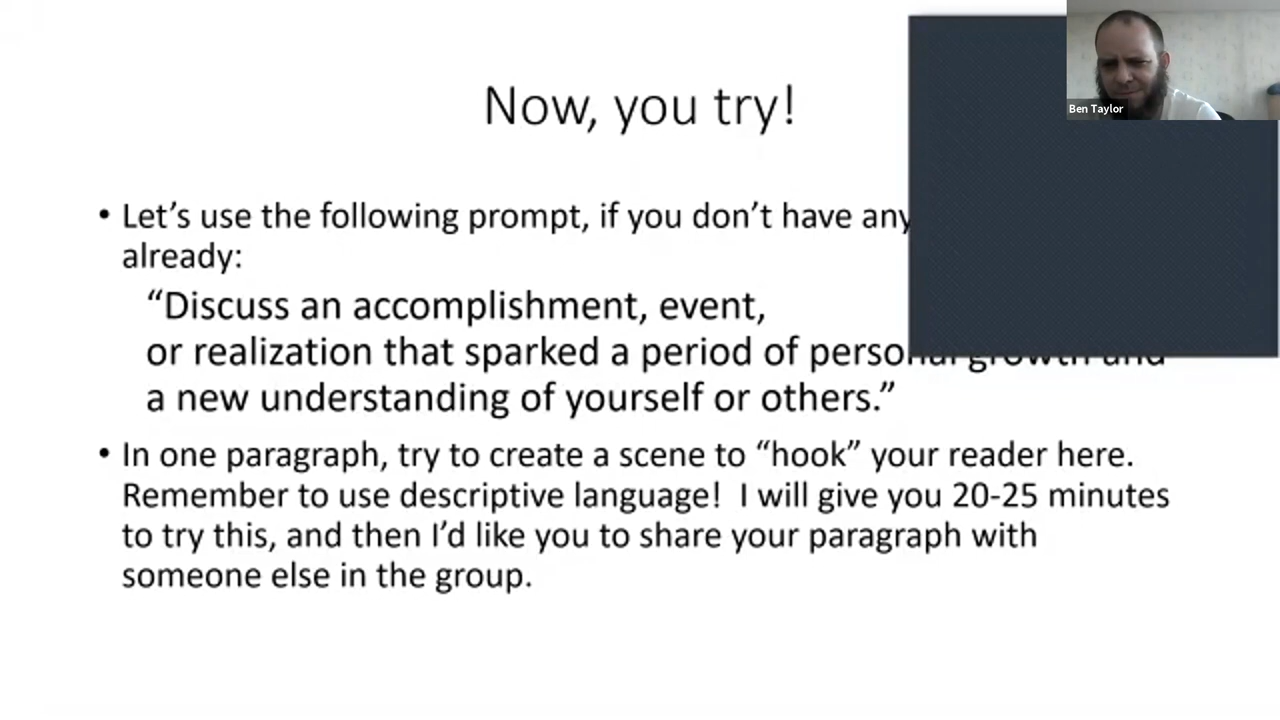 Now, you try!
Ben Taylor
• Let’s use the following prompt, if you don’t have any
already:
“Discuss an accomplishment, event,
or realization that sparked a period of personal growth and
a new understanding of yourself or others.”
• In one paragraph, try to create a scene to “hook” your reader here.
Remember to use descriptive language!  I will give you 20-25 minutes
to try this, and then I’d like you to share your paragraph with
someone else in the group.